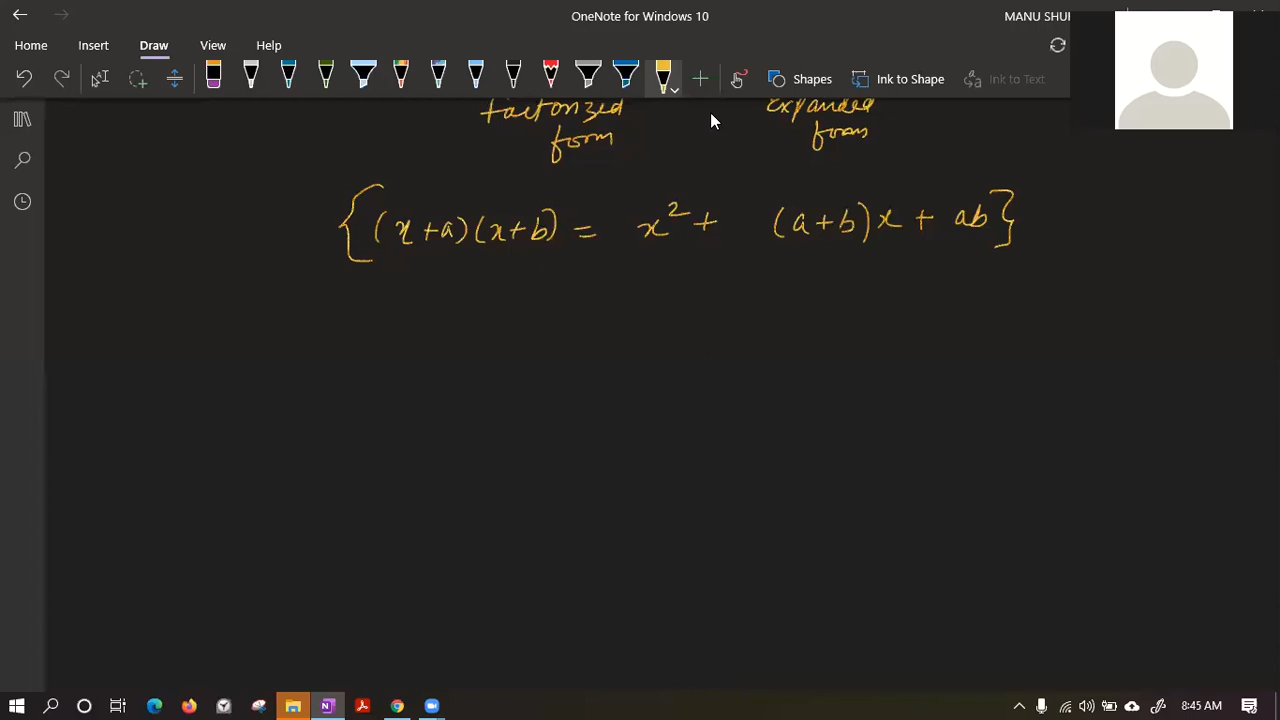 OneNote for Windows 10
MANU SHUK
Home Insert Draw View Help
Shapes Ink to Shape Ink to Text
factorized expanded
form form
{(x+a)(x+b) = x² + (a+b)x + ab}
8:45 AM